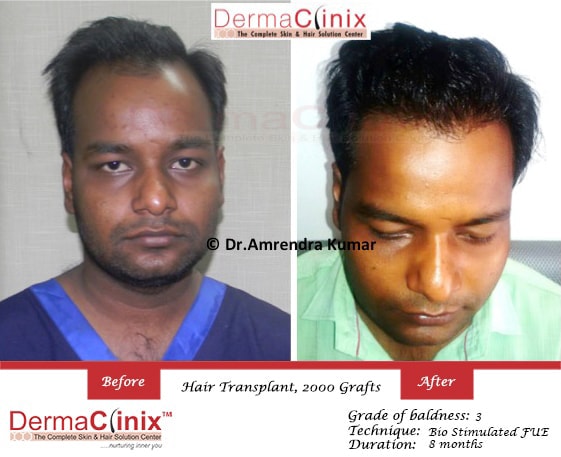 DermaClinix
The Complete Skin & Hair Solution Center
© Dr.Amrendra Kumar
Before
Hair Transplant, 2000 Grafts
After
DermaClinix™
The Complete Skin & Hair Solution Center
.....nurturing inner you
Grade of baldness: 3
Technique: Bio Stimulated FUE
Duration: 8 months